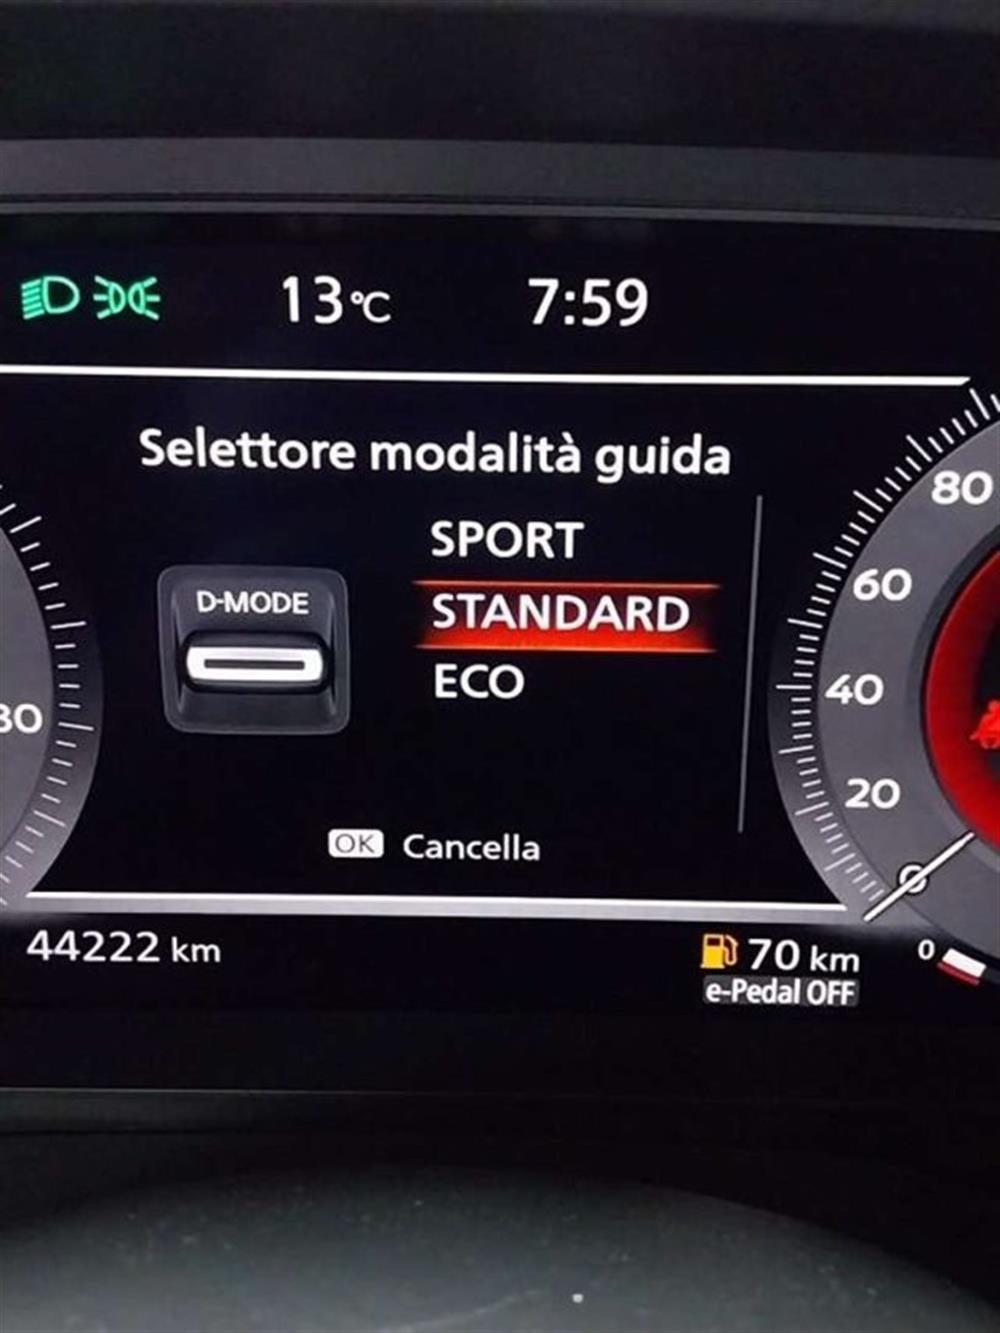 13°C 7:59
Selettore modalità guida
SPORT
D-MODE
STANDARD
ECO
OK Cancella
80
60
40
20
0
44222 km
70 km
0
e-Pedal OFF